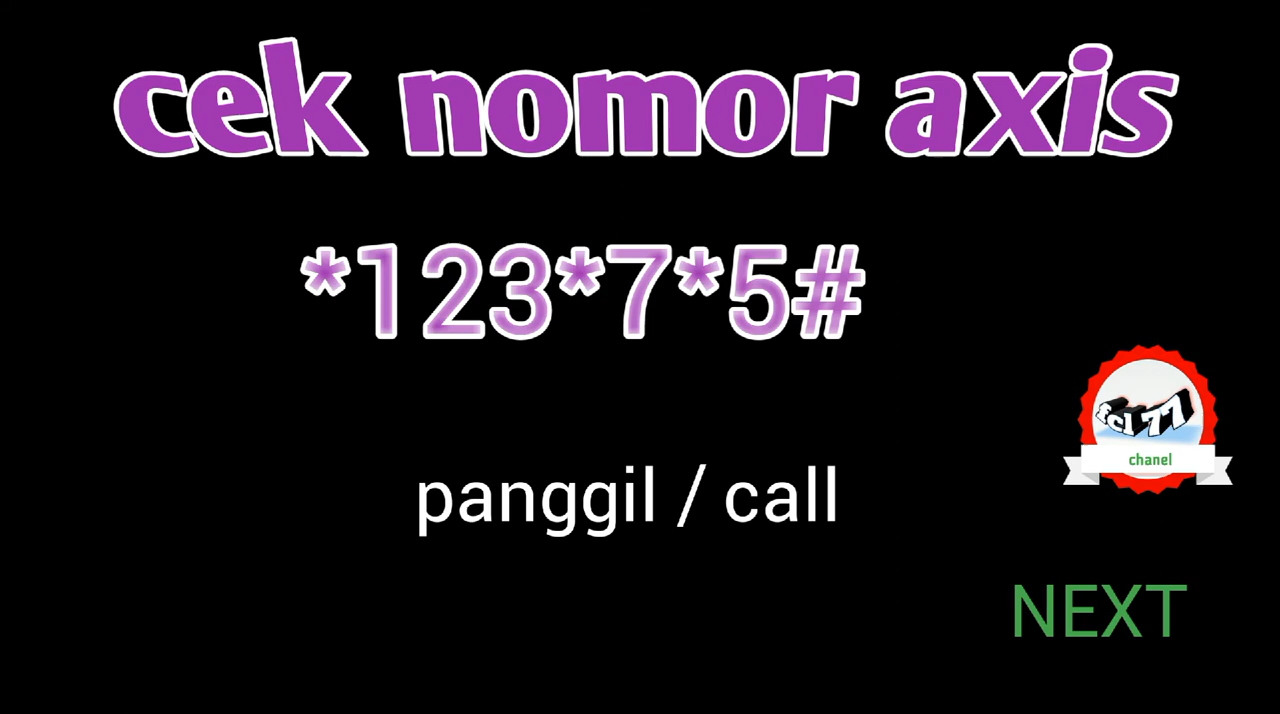 cek nomor axis
*123*7*5#
fcl 77
chanel
panggil / call
NEXT